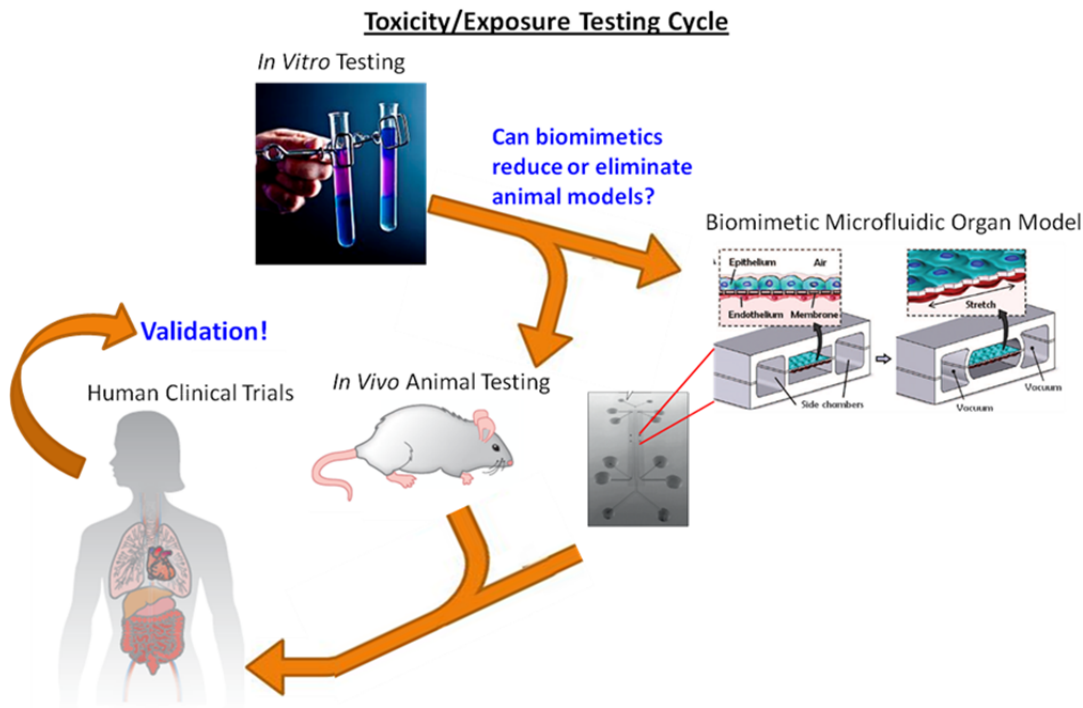 Toxicity/Exposure Testing Cycle
In Vitro Testing
Can biomimetics
reduce or eliminate
animal models?
Biomimetic Microfluidic Organ Model
Epithelium Air
Endothelium Membrane
Stretch
Side chambers
Vacuum
Vacuum
Validation!
Human Clinical Trials
In Vivo Animal Testing